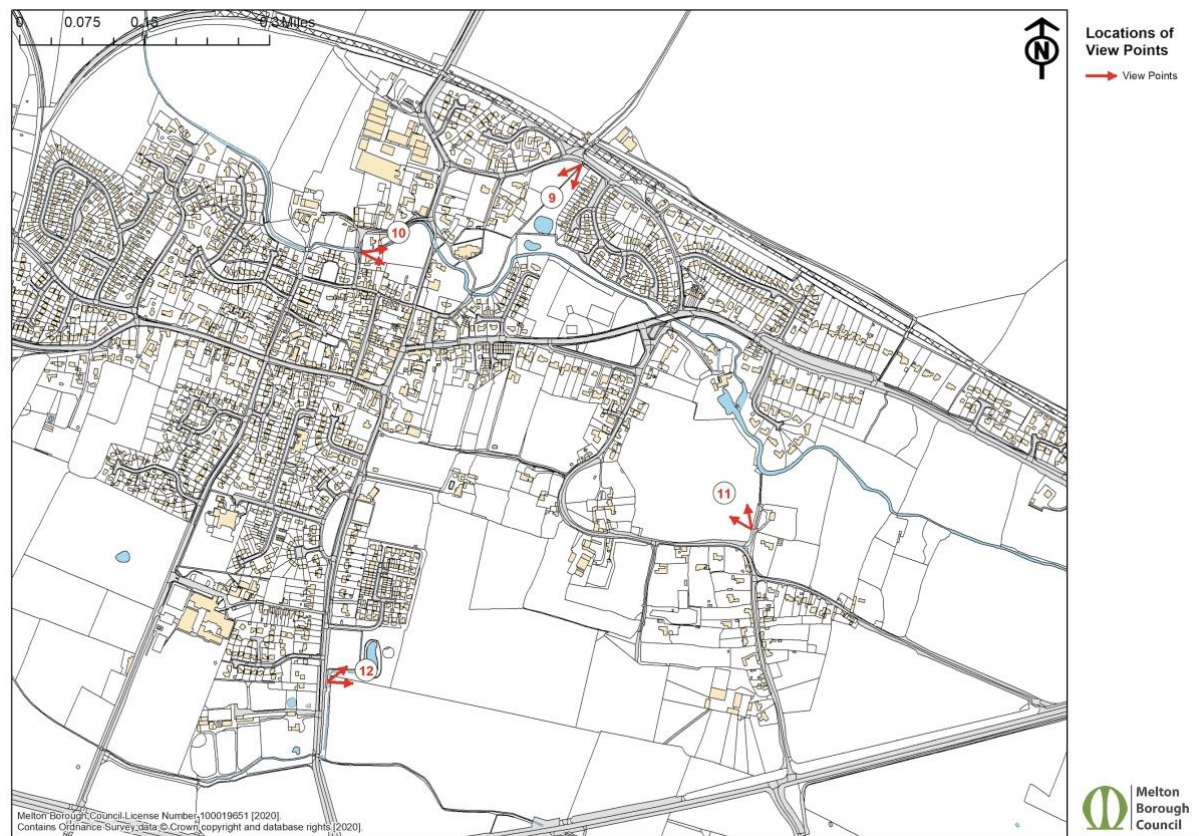 0 0.075 0.15 0.3 Miles
N
Locations of
View Points
View Points
9
10
11
12
Melton Borough Council License Number 100019651 [2020].
Contains Ordnance Survey data © Crown copyright and database rights [2020].
Melton
Borough
Council